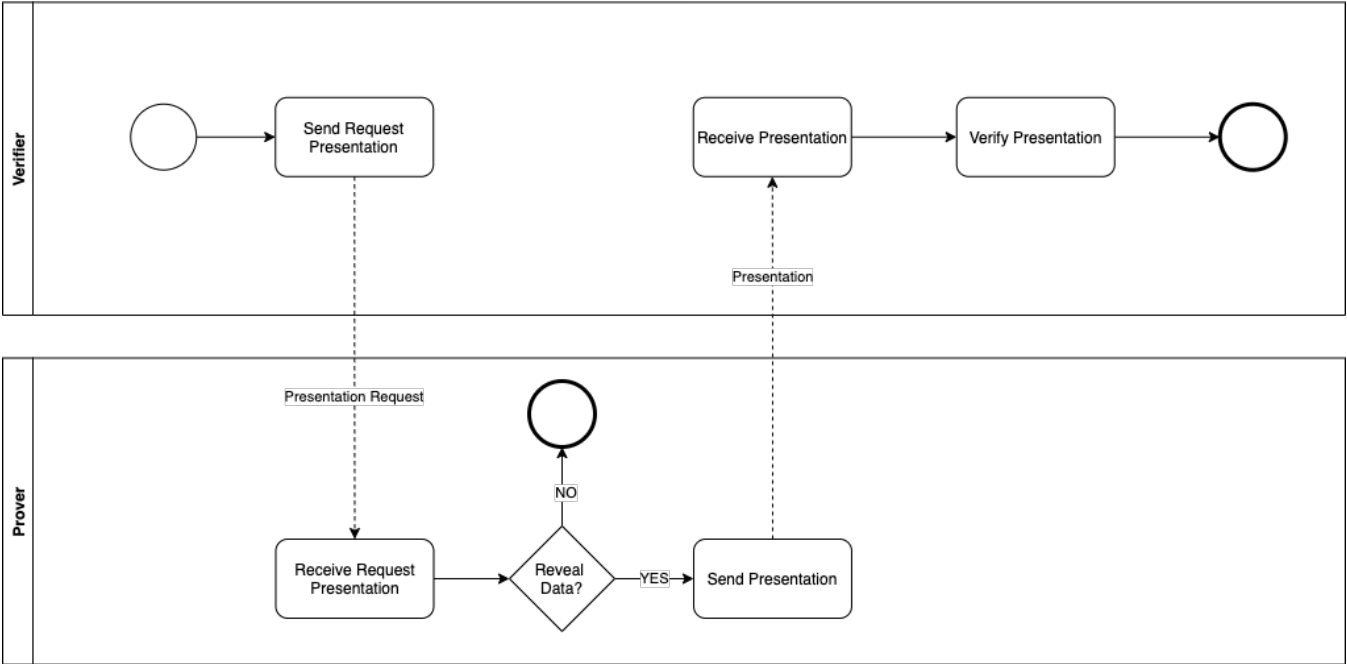 Verifier
Send Request
Presentation
Receive Presentation
Verify Presentation
Presentation
Presentation Request
Prover
NO
Receive Request
Presentation
Reveal
Data?
YES
Send Presentation